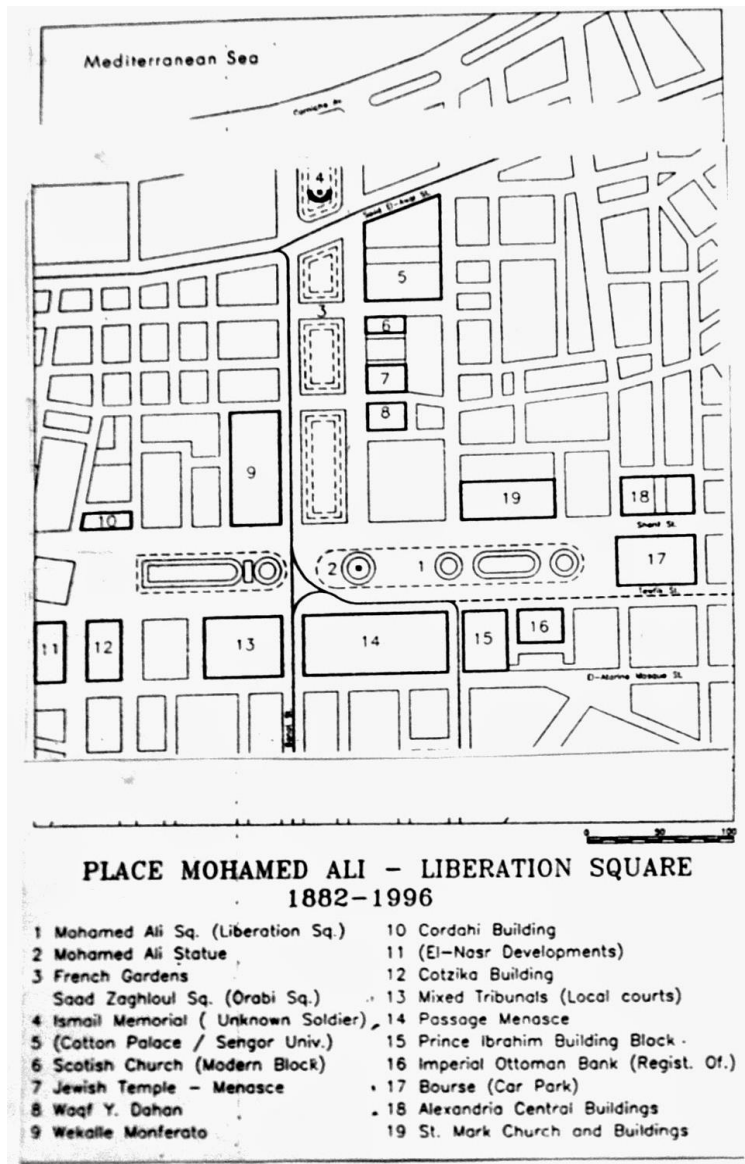 Mediterranean Sea
Corniche Av.
4
Saad El-Awal St.
5
3
6
7
8
9
19
18
10
Sharif St.
2
1
17
Tewfik St.
11
12
13
14
15
16
El-Atarine Mosque St.
0 50 100
PLACE MOHAMED ALI – LIBERATION SQUARE
1882–1996
1 Mohamed Ali Sq. (Liberation Sq.)
2 Mohamed Ali Statue
3 French Gardens
Saad Zaghloul Sq. (Orabi Sq.)
4 Ismail Memorial ( Unknown Soldier)
5 (Cotton Palace / Sengor Univ.)
6 Scotish Church (Modern Block)
7 Jewish Temple – Menasce
8 Waqf Y. Dahan
9 Wekalle Monferato
10 Cordahi Building
11 (El-Nasr Developments)
12 Cotzika Building
13 Mixed Tribunals (Local courts)
14 Passage Menasce
15 Prince Ibrahim Building Block
16 Imperial Ottoman Bank (Regist. Of.)
17 Bourse (Car Park)
18 Alexandria Central Buildings
19 St. Mark Church and Buildings